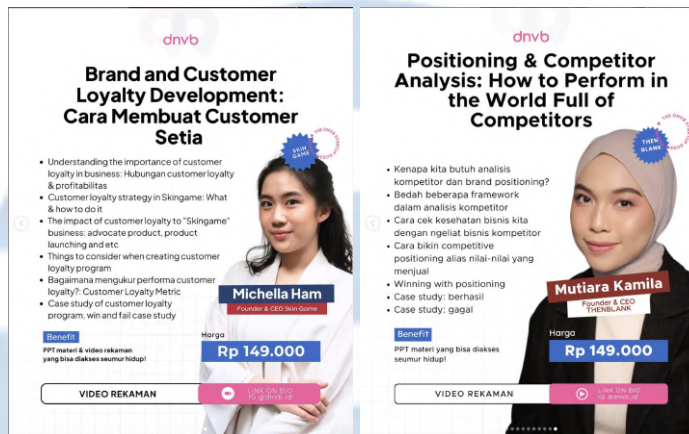 dnvb
Brand and Customer
Loyalty Development:
Cara Membuat Customer
Setia
SKIN
GAME
• Understanding the importance of customer
loyalty in business: Hubungan customer loyalty
& profitabilitas
• Customer loyalty strategy in Skingame: What
& how to do it
• The impact of customer loyalty to "Skingame"
business: advocate product, product
launching and etc
• Things to consider when creating customer
loyalty program
• Bagaimana mengukur performa customer
loyalty?: Customer Loyalty Metric
• Case study of customer loyalty
program, win and fail case study
Michella Ham
Founder & CEO Skin Game
Benefit
PPT materi & video rekaman
yang bisa diakses seumur hidup!
Harga
Rp 149.000
VIDEO REKAMAN
LINK ON BIO
IG @dnvb.id
dnvb
Positioning & Competitor
Analysis: How to Perform in
the World Full of
Competitors
THEN
BLANK
• Kenapa kita butuh analisis
kompetitor dan brand positioning?
• Bedah beberapa framework
dalam analisis kompetitor
• Cara cek kesehatan bisnis kita
dengan ngeliat bisnis kompetitor
• Cara bikin competitive
positioning alias nilai-nilai yang
menjual
• Winning with positioning
• Case study: berhasil
• Case study: gagal
Mutiara Kamila
Founder & CEO
THENBLANK
Benefit
PPT materi yang bisa diakses
seumur hidup!
Harga
Rp 149.000
VIDEO REKAMAN
LINK ON BIO
IG @dnvb.id